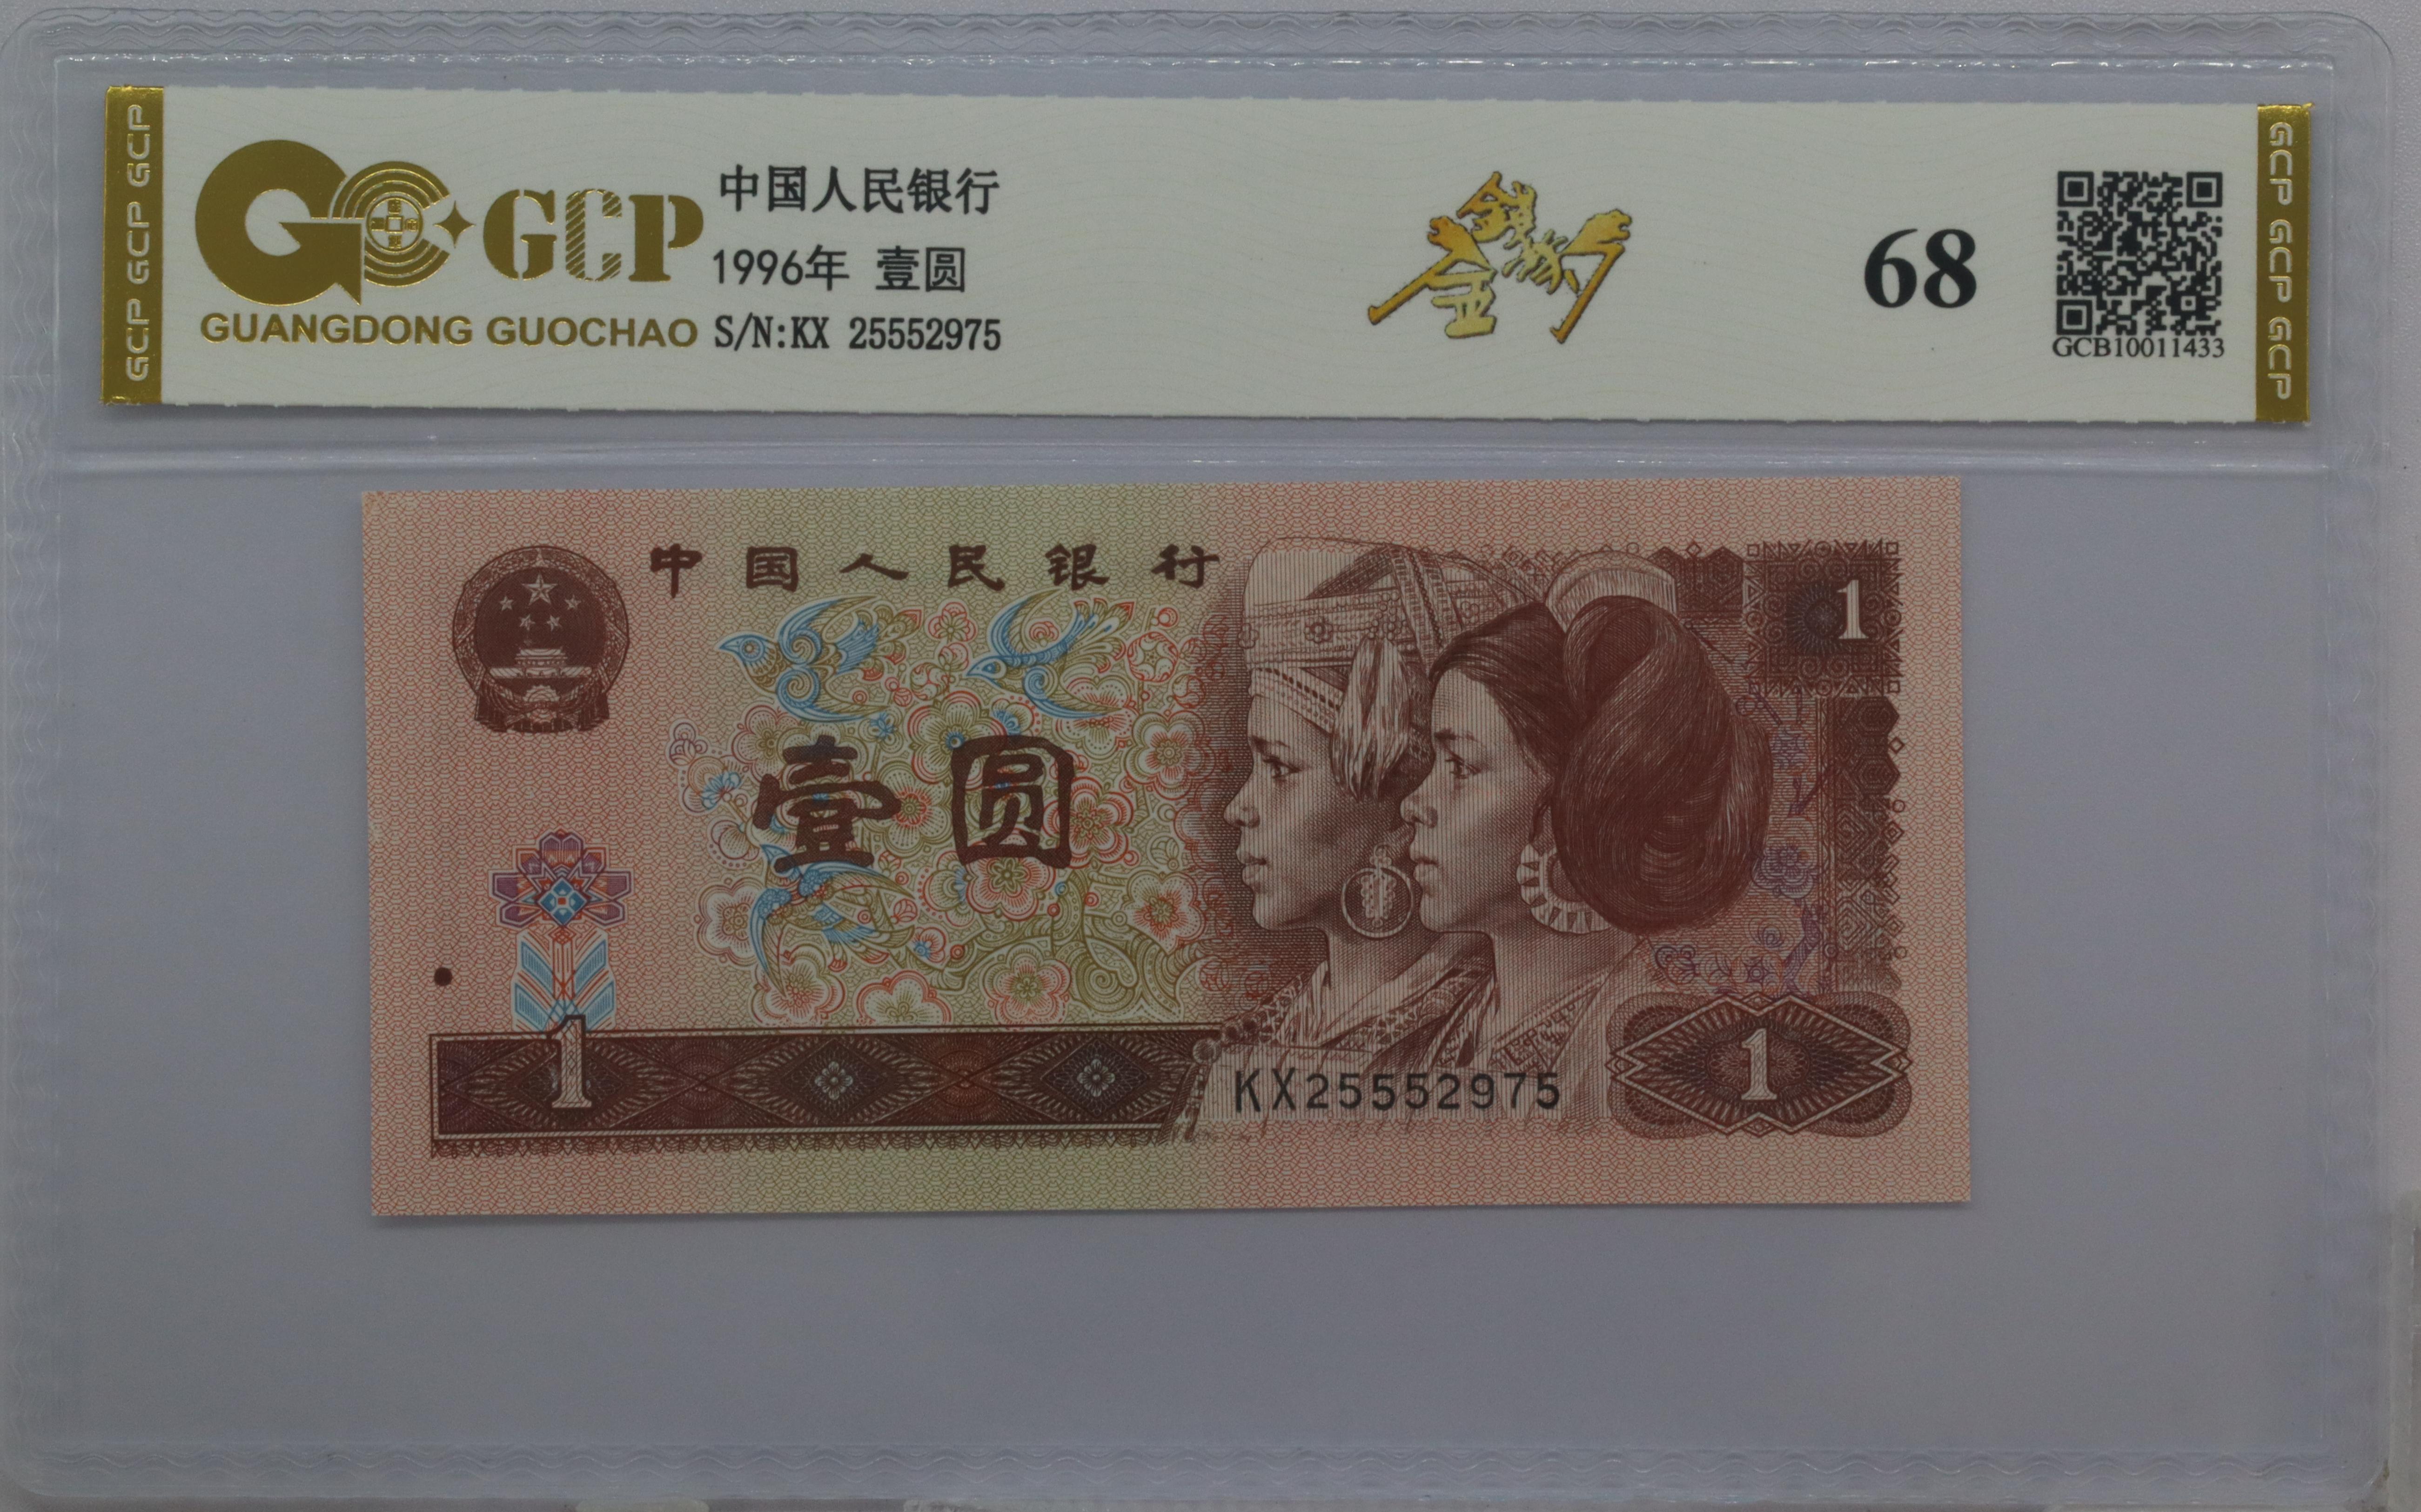 GCP GCP GCP
GCP
GUANGDONG GUOCHAO
中国人民银行
1996年 壹圆
S/N:KX 25552975
68
GCB10011433
GCP GCP GCP
中国人民银行
1
壹圆
1
KX25552975
1